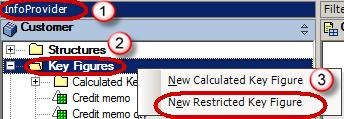 InfoProvider
1
Filte
Customer
2
Structures
Key Figures
Calculated Ke
New Calculated Key Figure
3
Credit memo
New Restricted Key Figure
Credit memo